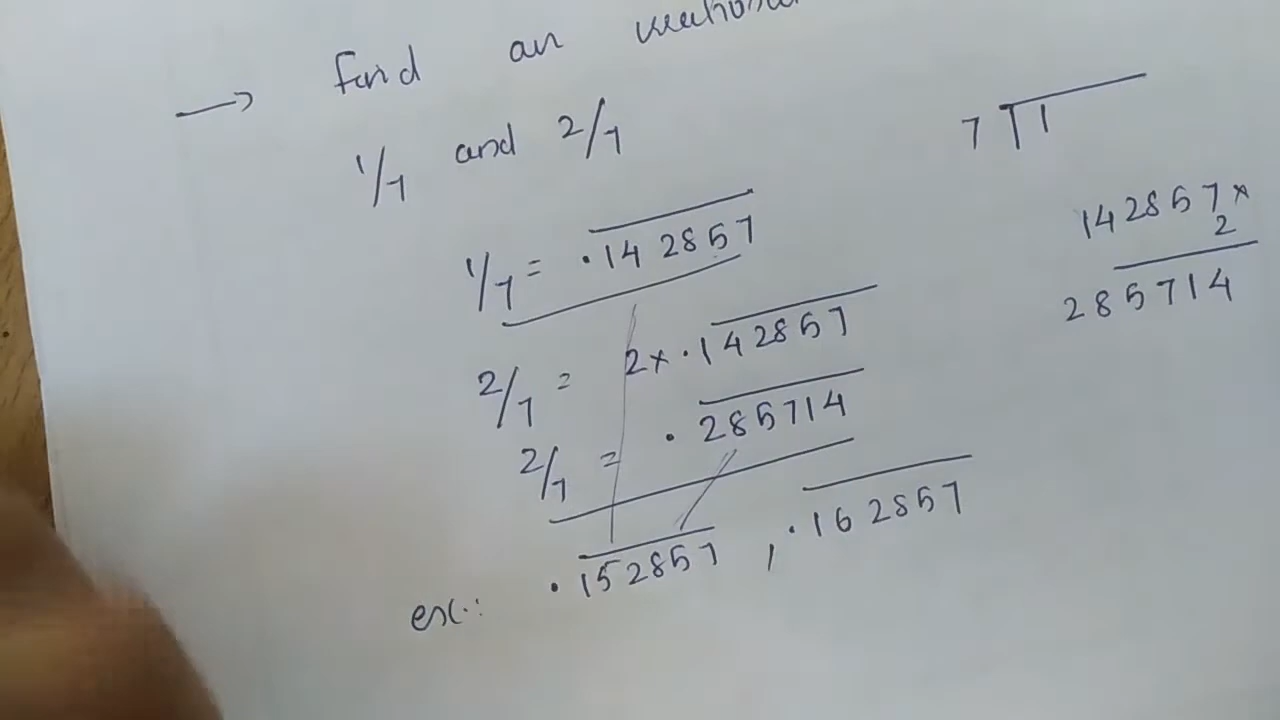 → Find an irrational
1/7 and 2/7
7 1
1/7 = .142857
142857 ×
2
285714
2/7 = 2×.142857
2/7 = .285714
ex: .152857 , .162857